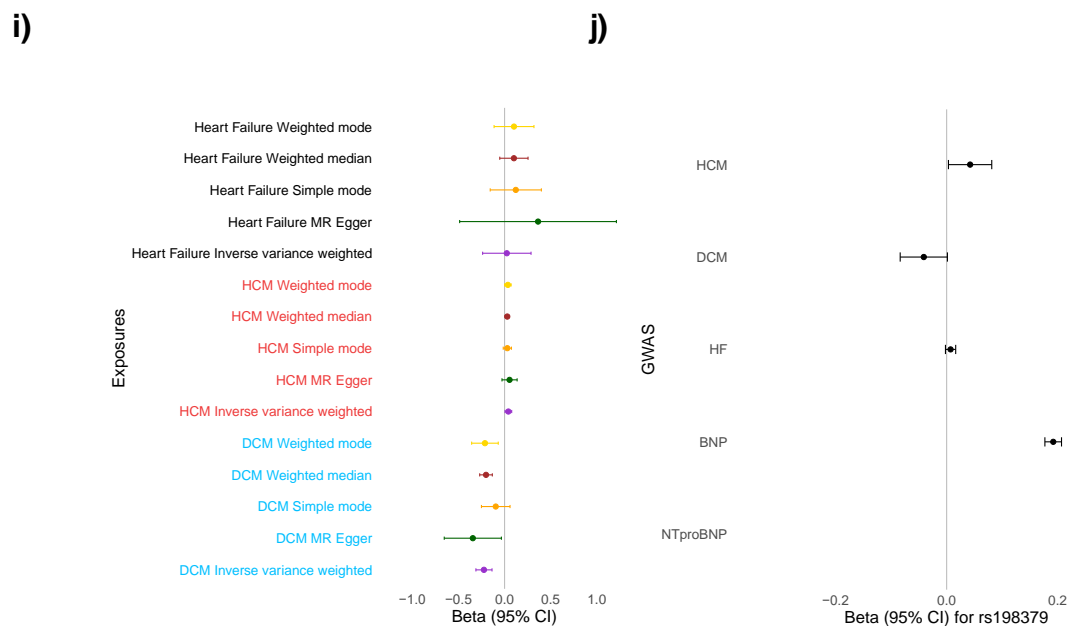 i)
j)
Heart Failure Weighted mode
Heart Failure Weighted median
Heart Failure Simple mode
Heart Failure MR Egger
Heart Failure Inverse variance weighted
HCM Weighted mode
HCM Weighted median
HCM Simple mode
HCM MR Egger
HCM Inverse variance weighted
DCM Weighted mode
DCM Weighted median
DCM Simple mode
DCM MR Egger
DCM Inverse variance weighted
Exposures
−1.0 −0.5 0.0 0.5 1.0
Beta (95% CI)
HCM
DCM
HF
BNP
NTproBNP
GWAS
−0.2 0.0 0.2
Beta (95% CI) for rs198379